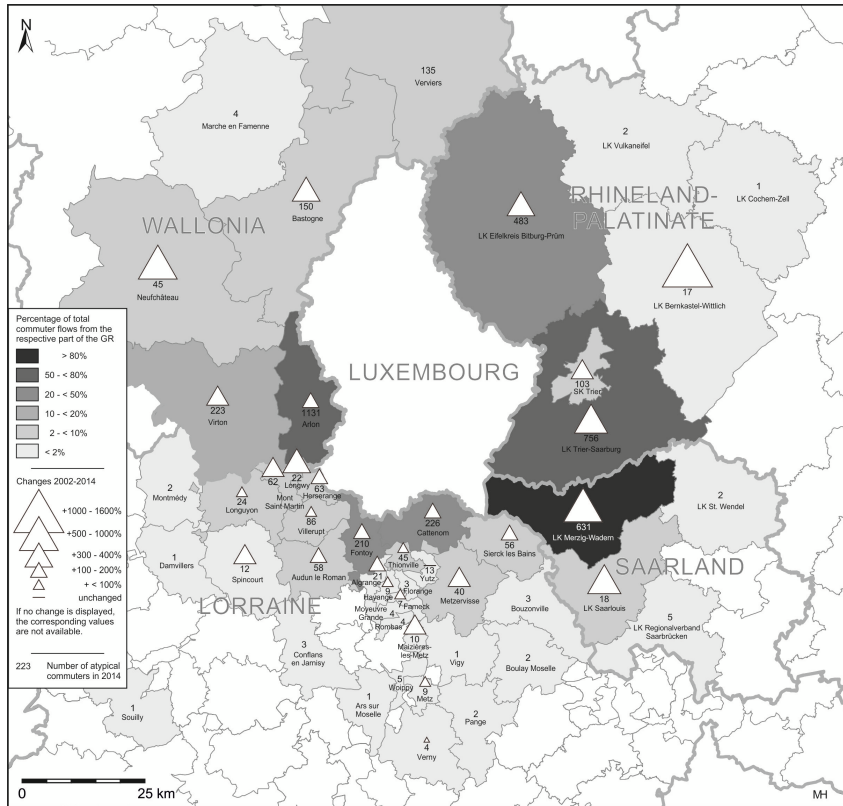 N
135
Verviers
4
Marche en Famenne
2
LK Vulkaneifel
1
LK Cochem-Zell
RHINELAND-
PALATINATE
WALLONIA
150
Bastogne
483
LK Eifelkreis Bitburg-Prüm
45
Neufchâteau
17
LK Bernkastel-Wittlich
Percentage of total
commuter flows from the
respective part of the GR
> 80%
50 - < 80%
20 - < 50%
10 - < 20%
2 - < 10%
< 2%
Changes 2002-2014
+1000 - 1600%
+500 - 1000%
+300 - 400%
+100 - 200%
+ < 100%
unchanged
If no change is displayed,
the corresponding values
are not available.
223 Number of atypical
commuters in 2014
LUXEMBOURG
103
SK Trier
223
Virton
1131
Arlon
756
LK Trier-Saarburg
2
Montmédy
62
Mont
Saint Martin
22
Longwy
63
Herserange
24
Longuyon
86
Villerupt
226
Cattenom
631
LK Merzig-Wadern
2
LK St. Wendel
1
Damvillers
12
Spincourt
58
Audun le Roman
210
Fontoy
45
Thionville
56
Sierck les Bains
SAARLAND
LORRAINE
21
Algrange
13
Yutz
9
Hayange
3
Florange
7
Fameck
40
Metzervisse
18
LK Saarlouis
Moyeuvre
Grande
4
Rombas
4
3
Bouzonville
5
LK Regionalverband
Saarbrücken
10
Maizières-
les-Metz
3
Conflans
en Jarnisy
1
Vigy
2
Boulay Moselle
5
Woippy
9
Metz
1
Souilly
1
Ars sur
Moselle
2
Pange
4
Verny
0 25 km
MH